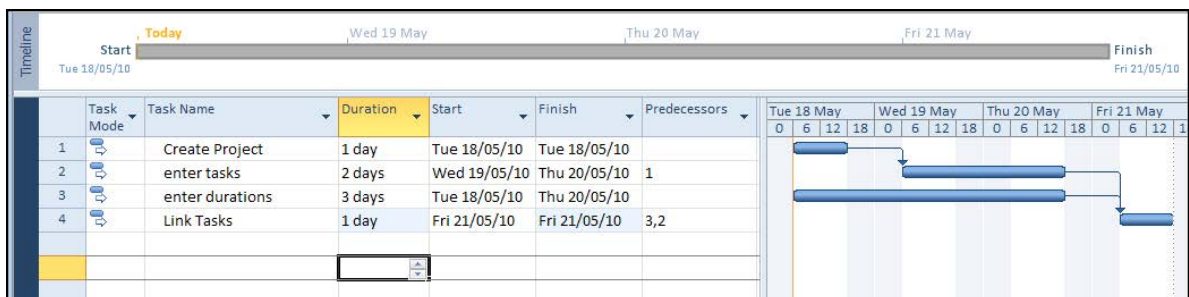 Timeline
Today Wed 19 May Thu 20 May Fri 21 May
Start Finish
Tue 18/05/10 Fri 21/05/10
Task Mode Task Name Duration Start Finish Predecessors Tue 18 May Wed 19 May Thu 20 May Fri 21 May
0 6 12 18 0 6 12 18 0 6 12 18 0 6 12 1
1 Create Project 1 day Tue 18/05/10 Tue 18/05/10
2 enter tasks 2 days Wed 19/05/10 Thu 20/05/10 1
3 enter durations 3 days Tue 18/05/10 Thu 20/05/10
4 Link Tasks 1 day Fri 21/05/10 Fri 21/05/10 3,2